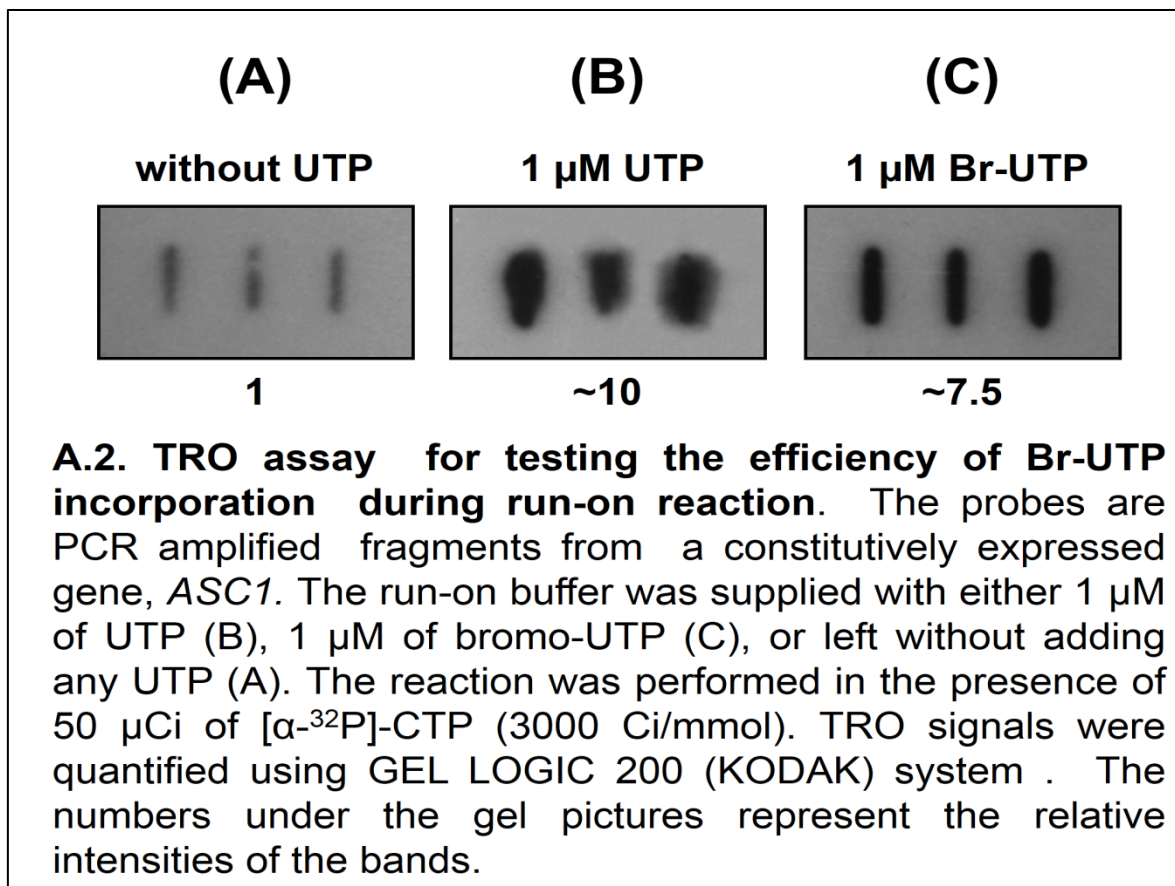 (A) (B) (C)
without UTP 1 µM UTP 1 µM Br-UTP
1 ~10 ~7.5
A.2. TRO assay for testing the efficiency of Br-UTP
incorporation during run-on reaction. The probes are
PCR amplified fragments from a constitutively expressed
gene, ASC1. The run-on buffer was supplied with either 1 µM
of UTP (B), 1 µM of bromo-UTP (C), or left without adding
any UTP (A). The reaction was performed in the presence of
50 µCi of [α-³²P]-CTP (3000 Ci/mmol). TRO signals were
quantified using GEL LOGIC 200 (KODAK) system . The
numbers under the gel pictures represent the relative
intensities of the bands.